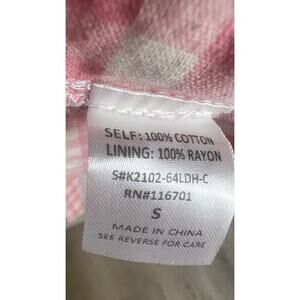 SELF: 100% COTTON
LINING: 100% RAYON
S#K2102-64LDH-C
RN#116701
S
MADE IN CHINA
SEE REVERSE FOR CARE